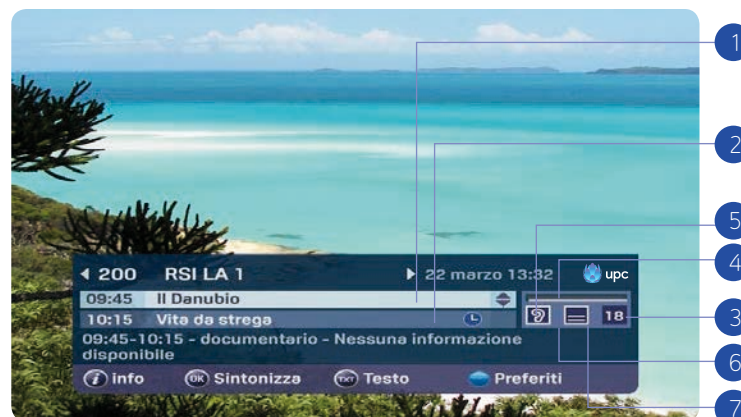 1
2
5
4
200 RSI LA 1 22 marzo 13:32 upc
09:45 Il Danubio
10:15 Vita da strega
18
3
09:45-10:15 - documentario - Nessuna informazione
disponibile
6
i info OK Sintonizza TXT Testo Preferiti
7